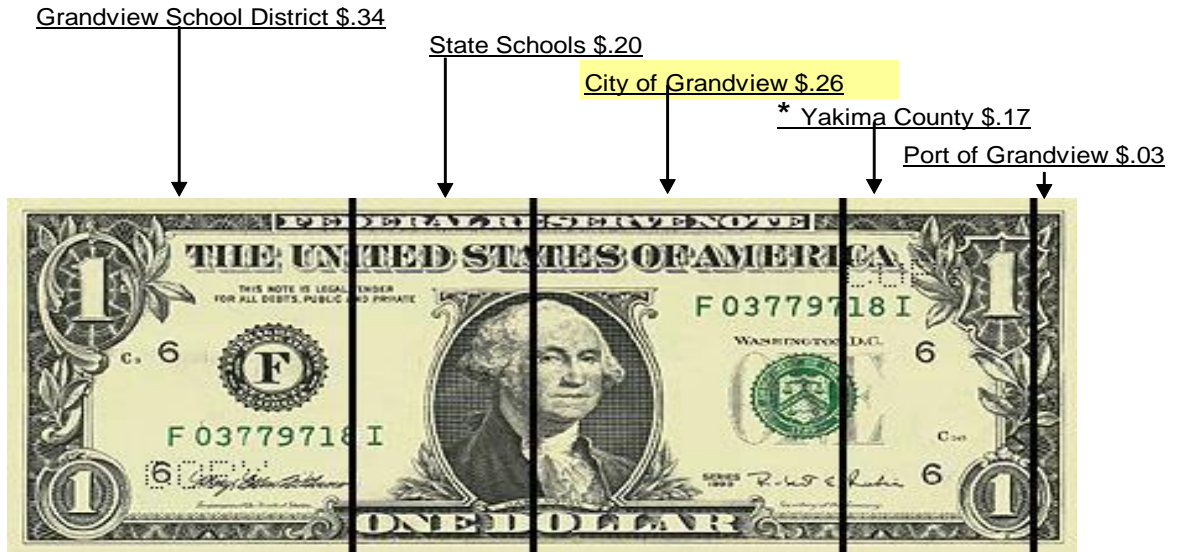 Grandview School District $.34
State Schools $.20
City of Grandview $.26
* Yakima County $.17
Port of Grandview $.03
FEDERAL RESERVE NOTE
THE UNITED STATES OF AMERICA
THIS NOTE IS LEGAL TENDER
FOR ALL DEBTS, PUBLIC AND PRIVATE
F 03779718 I
WASHINGTON, D.C.
6 6
F
F 03779718 I
6 6
SERIES
ONE DOLLAR
1 1
1 1